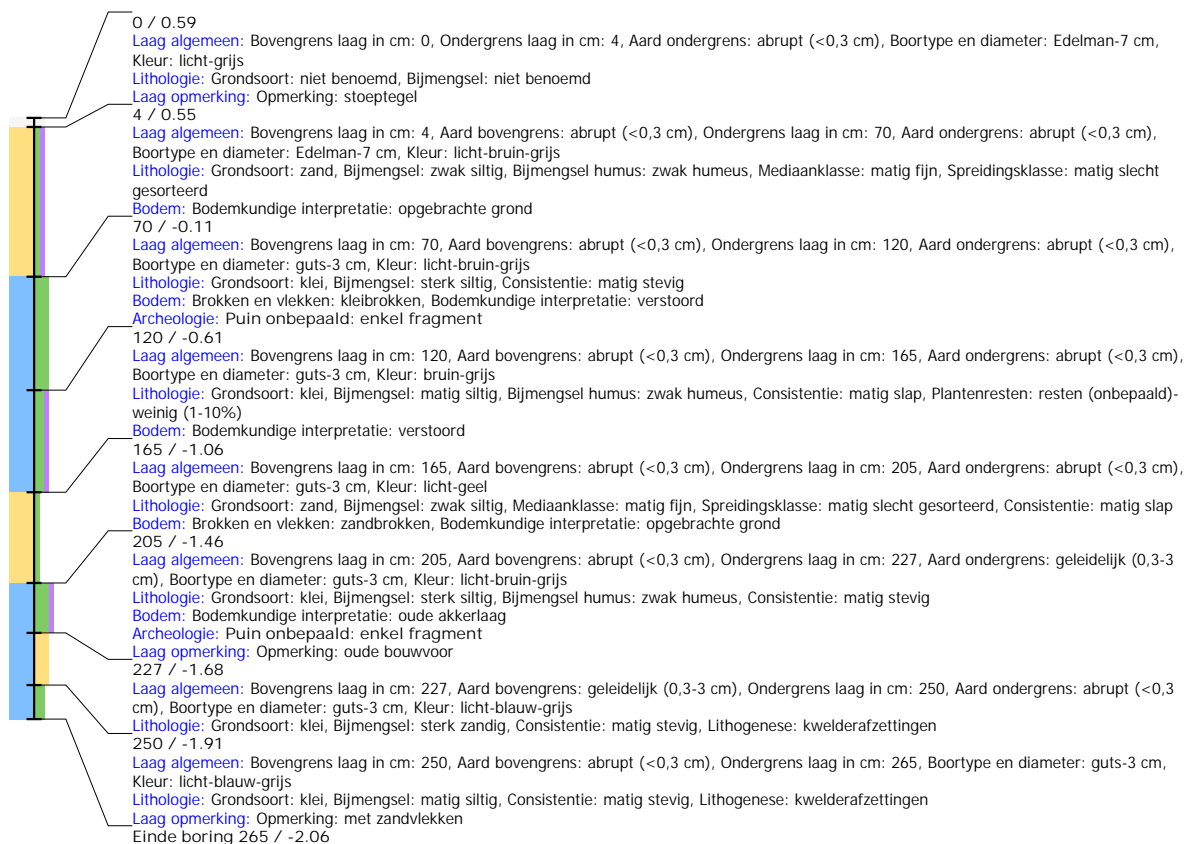 0 / 0.59
Laag algemeen: Bovengrens laag in cm: 0, Ondergrens laag in cm: 4, Aard ondergrens: abrupt (<0,3 cm), Boortype en diameter: Edelman-7 cm,
Kleur: licht-grijs
Lithologie: Grondsoort: niet benoemd, Bijmengsel: niet benoemd
Laag opmerking: Opmerking: stoeptegel
4 / 0.55
Laag algemeen: Bovengrens laag in cm: 4, Aard bovengrens: abrupt (<0,3 cm), Ondergrens laag in cm: 70, Aard ondergrens: abrupt (<0,3 cm),
Boortype en diameter: Edelman-7 cm, Kleur: licht-bruin-grijs
Lithologie: Grondsoort: zand, Bijmengsel: zwak siltig, Bijmengsel humus: zwak humeus, Mediaanklasse: matig fijn, Spreidingsklasse: matig slecht
gesorteerd
Bodem: Bodemkundige interpretatie: opgebrachte grond
70 / -0.11
Laag algemeen: Bovengrens laag in cm: 70, Aard bovengrens: abrupt (<0,3 cm), Ondergrens laag in cm: 120, Aard ondergrens: abrupt (<0,3 cm),
Boortype en diameter: guts-3 cm, Kleur: licht-bruin-grijs
Lithologie: Grondsoort: klei, Bijmengsel: sterk siltig, Consistentie: matig stevig
Bodem: Brokken en vlekken: kleibrokken, Bodemkundige interpretatie: verstoord
Archeologie: Puin onbepaald: enkel fragment
120 / -0.61
Laag algemeen: Bovengrens laag in cm: 120, Aard bovengrens: abrupt (<0,3 cm), Ondergrens laag in cm: 165, Aard ondergrens: abrupt (<0,3 cm),
Boortype en diameter: guts-3 cm, Kleur: bruin-grijs
Lithologie: Grondsoort: klei, Bijmengsel: matig siltig, Bijmengsel humus: zwak humeus, Consistentie: matig slap, Plantenresten: resten (onbepaald)-
weinig (1-10%)
Bodem: Bodemkundige interpretatie: verstoord
165 / -1.06
Laag algemeen: Bovengrens laag in cm: 165, Aard bovengrens: abrupt (<0,3 cm), Ondergrens laag in cm: 205, Aard ondergrens: abrupt (<0,3 cm),
Boortype en diameter: guts-3 cm, Kleur: licht-geel
Lithologie: Grondsoort: zand, Bijmengsel: zwak siltig, Mediaanklasse: matig fijn, Spreidingsklasse: matig slecht gesorteerd, Consistentie: matig slap
Bodem: Brokken en vlekken: zandbrokken, Bodemkundige interpretatie: opgebrachte grond
205 / -1.46
Laag algemeen: Bovengrens laag in cm: 205, Aard bovengrens: abrupt (<0,3 cm), Ondergrens laag in cm: 227, Aard ondergrens: geleidelijk (0,3-3
cm), Boortype en diameter: guts-3 cm, Kleur: licht-bruin-grijs
Lithologie: Grondsoort: klei, Bijmengsel: sterk siltig, Bijmengsel humus: zwak humeus, Consistentie: matig stevig
Bodem: Bodemkundige interpretatie: oude akkerlaag
Archeologie: Puin onbepaald: enkel fragment
Laag opmerking: Opmerking: oude bouwvoor
227 / -1.68
Laag algemeen: Bovengrens laag in cm: 227, Aard bovengrens: geleidelijk (0,3-3 cm), Ondergrens laag in cm: 250, Aard ondergrens: abrupt (<0,3
cm), Boortype en diameter: guts-3 cm, Kleur: licht-blauw-grijs
Lithologie: Grondsoort: klei, Bijmengsel: sterk zandig, Consistentie: matig stevig, Lithogenese: kwelderafzettingen
250 / -1.91
Laag algemeen: Bovengrens laag in cm: 250, Aard bovengrens: abrupt (<0,3 cm), Ondergrens laag in cm: 265, Boortype en diameter: guts-3 cm,
Kleur: licht-blauw-grijs
Lithologie: Grondsoort: klei, Bijmengsel: matig siltig, Consistentie: matig stevig, Lithogenese: kwelderafzettingen
Laag opmerking: Opmerking: met zandvlekken
Einde boring 265 / -2.06